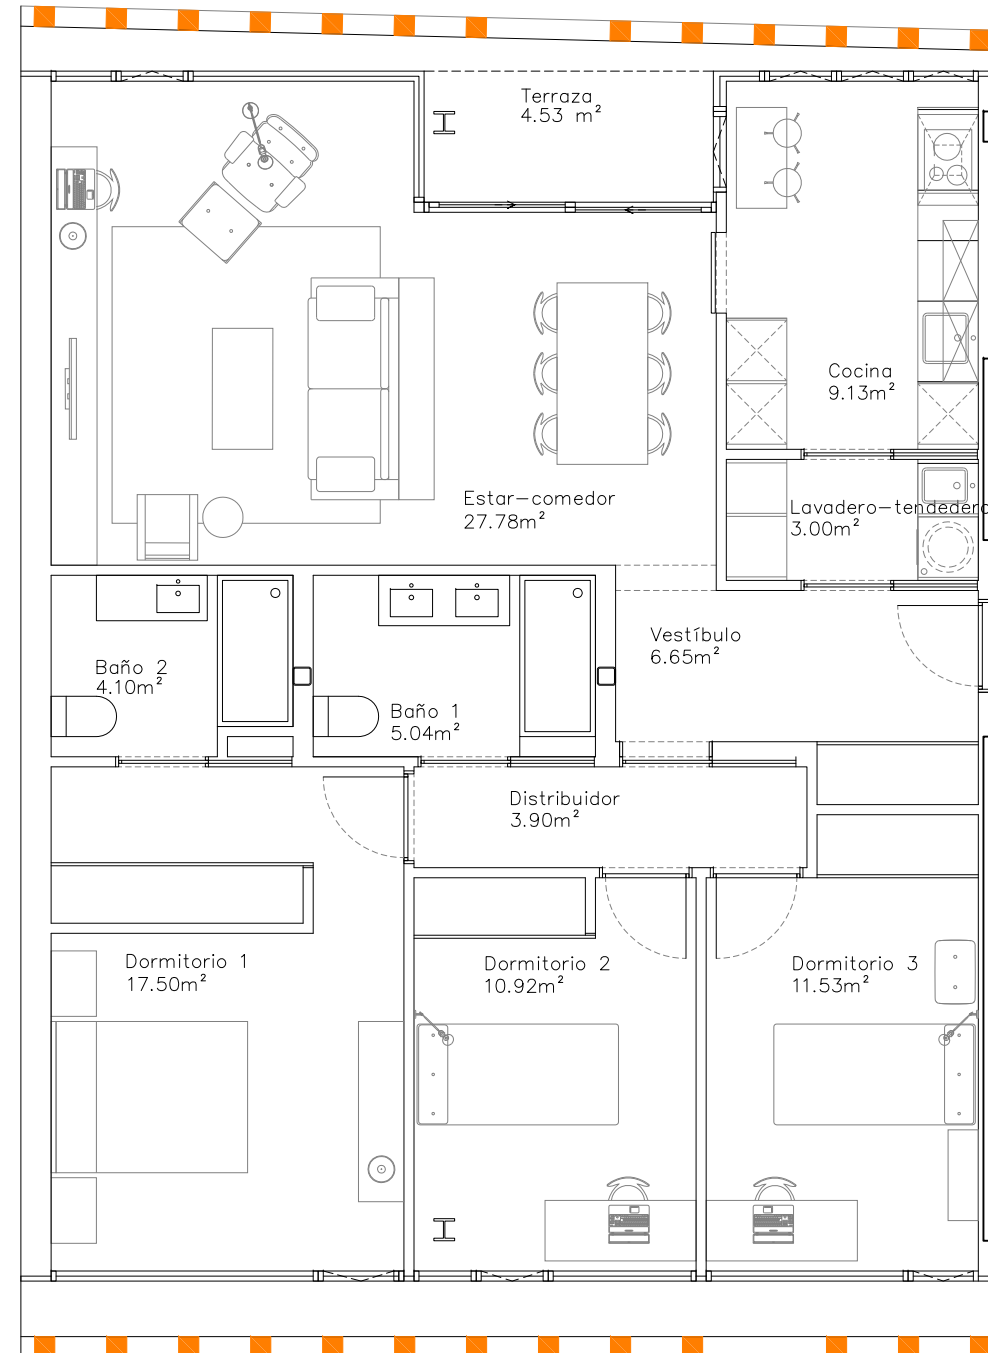 Terraza
4.53 m²
Cocina
9.13m²
Estar-comedor
27.78m²
Lavadero-tendedero
3.00m²
Vestíbulo
6.65m²
Baño 2
4.10m²
Baño 1
5.04m²
Distribuidor
3.90m²
Dormitorio 1
17.50m²
Dormitorio 2
10.92m²
Dormitorio 3
11.53m²